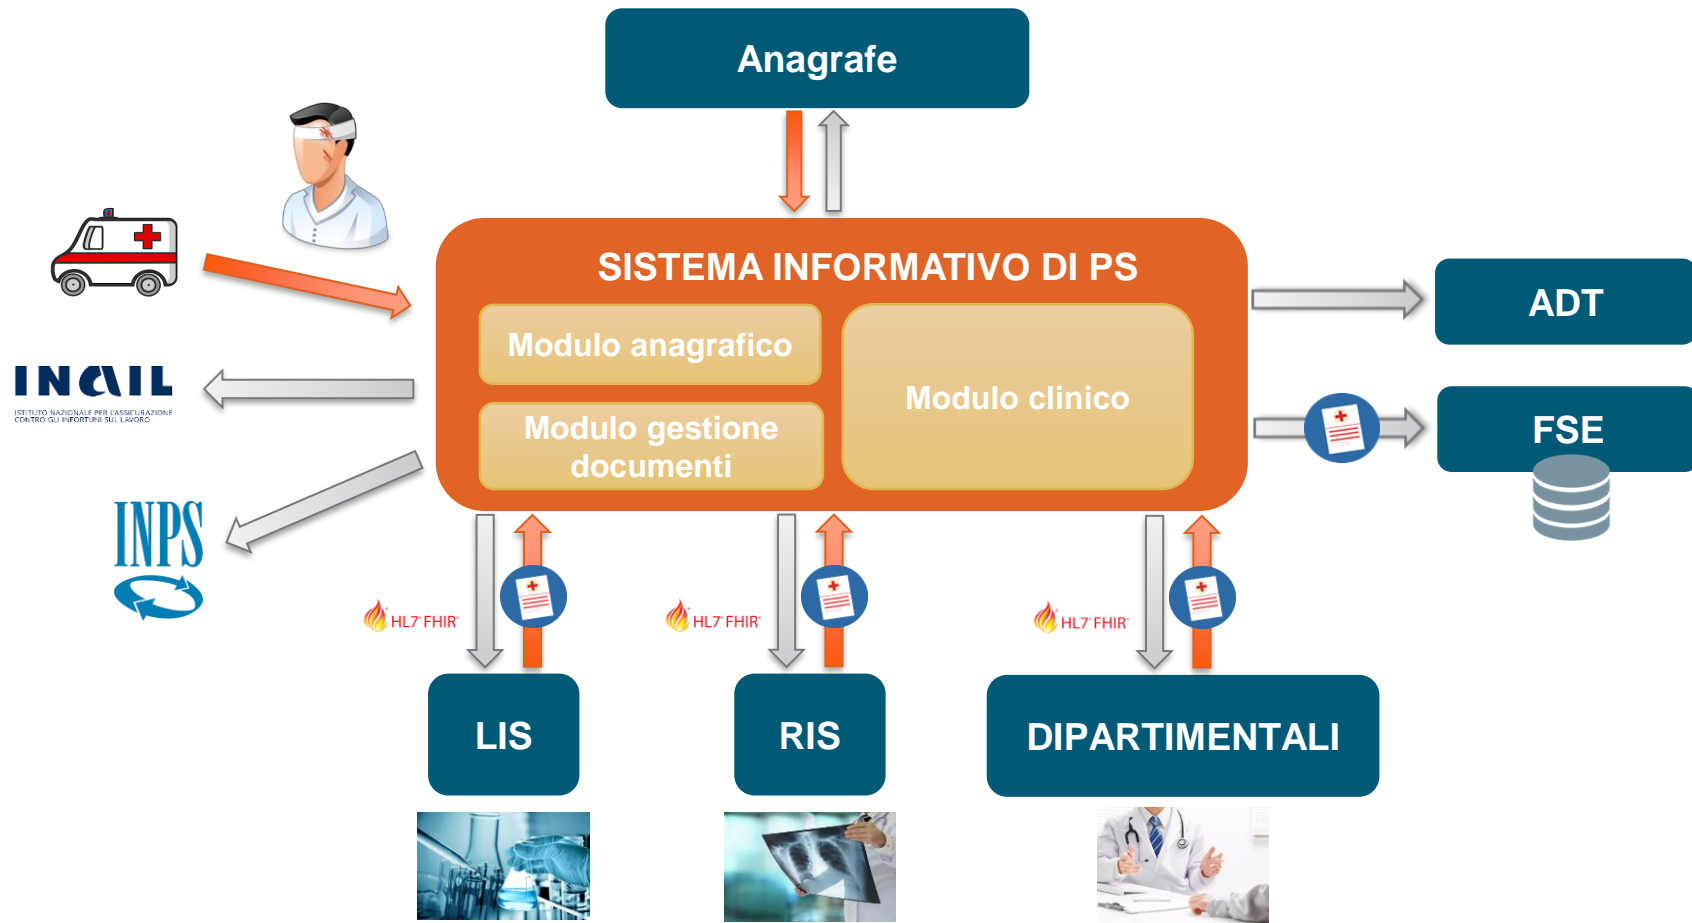 Anagrafe
SISTEMA INFORMATIVO DI PS
Modulo anagrafico
Modulo clinico
Modulo gestione
documenti
ADT
FSE
INAIL
ISTITUTO NAZIONALE PER L'ASSICURAZIONE
CONTRO GLI INFORTUNI SUL LAVORO
INPS
HL7® FHIR®
HL7® FHIR®
HL7® FHIR®
LIS
RIS
DIPARTIMENTALI